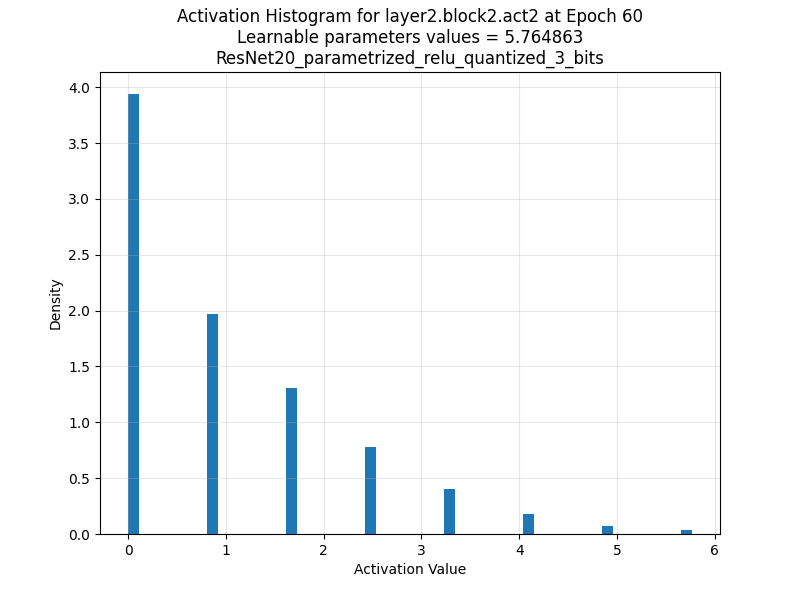 Activation Histogram for layer2.block2.act2 at Epoch 60
Learnable parameters values = 5.764863
ResNet20_parametrized_relu_quantized_3_bits
4.0
3.5
3.0
2.5
2.0
1.5
1.0
0.5
0.0
Density
0 1 2 3 4 5 6
Activation Value